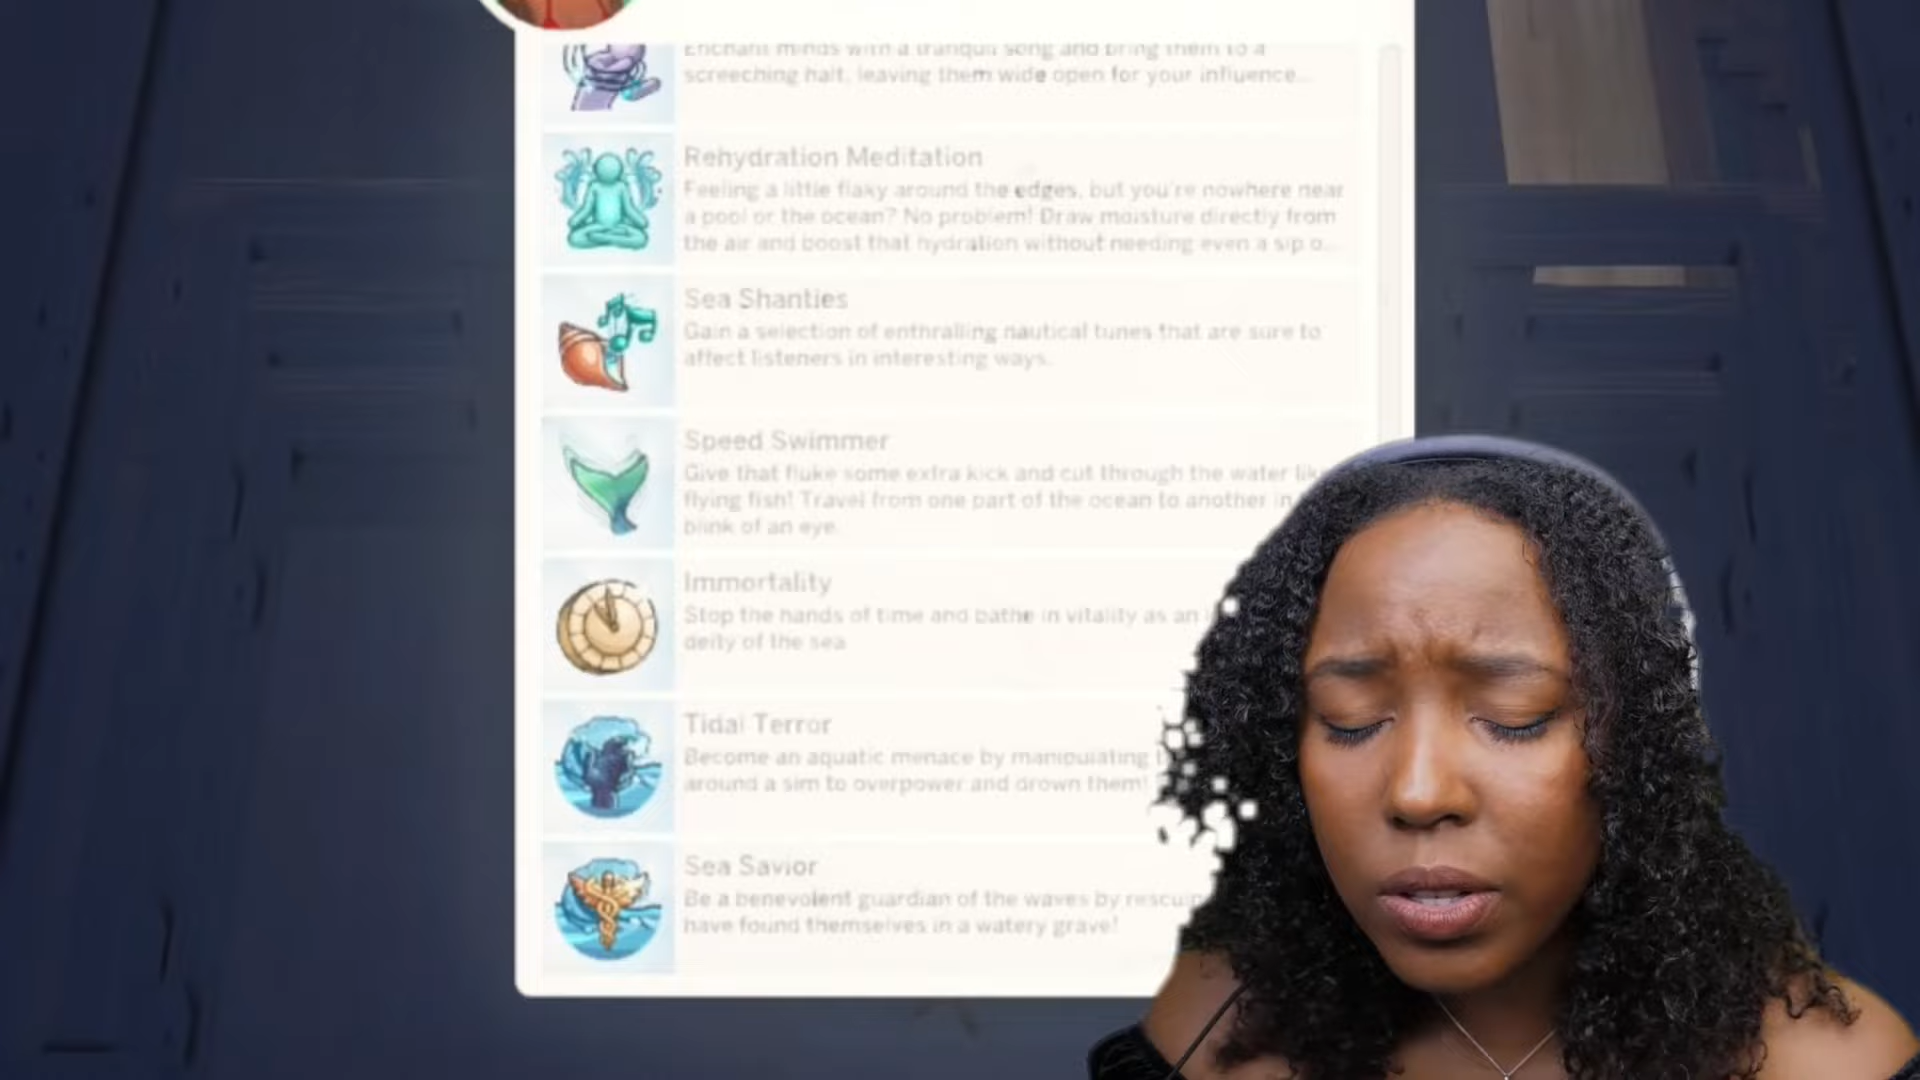 Enchant minds with a tranquil song and bring them to a
screeching halt, leaving them wide open for your influence...
Rehydration Meditation
Feeling a little flaky around the edges, but you're nowhere near
a pool or the ocean? No problem! Draw moisture directly from
the air and boost that hydration without needing even a sip o...
Sea Shanties
Gain a selection of enthralling nautical tunes that are sure to
affect listeners in interesting ways.
Speed Swimmer
Give that fluke some extra kick and cut through the water
flying fish! Travel from one part of the ocean to another in
blink of an eye.
Immortality
Stop the hands of time and bathe in vitality as an
deity of the sea
Tidal Terror
Become an aquatic menace by manipulating
around a sim to overpower and drown them!
Sea Savior
Be a benevolent guardian of the waves by
have found themselves in a watery grave!